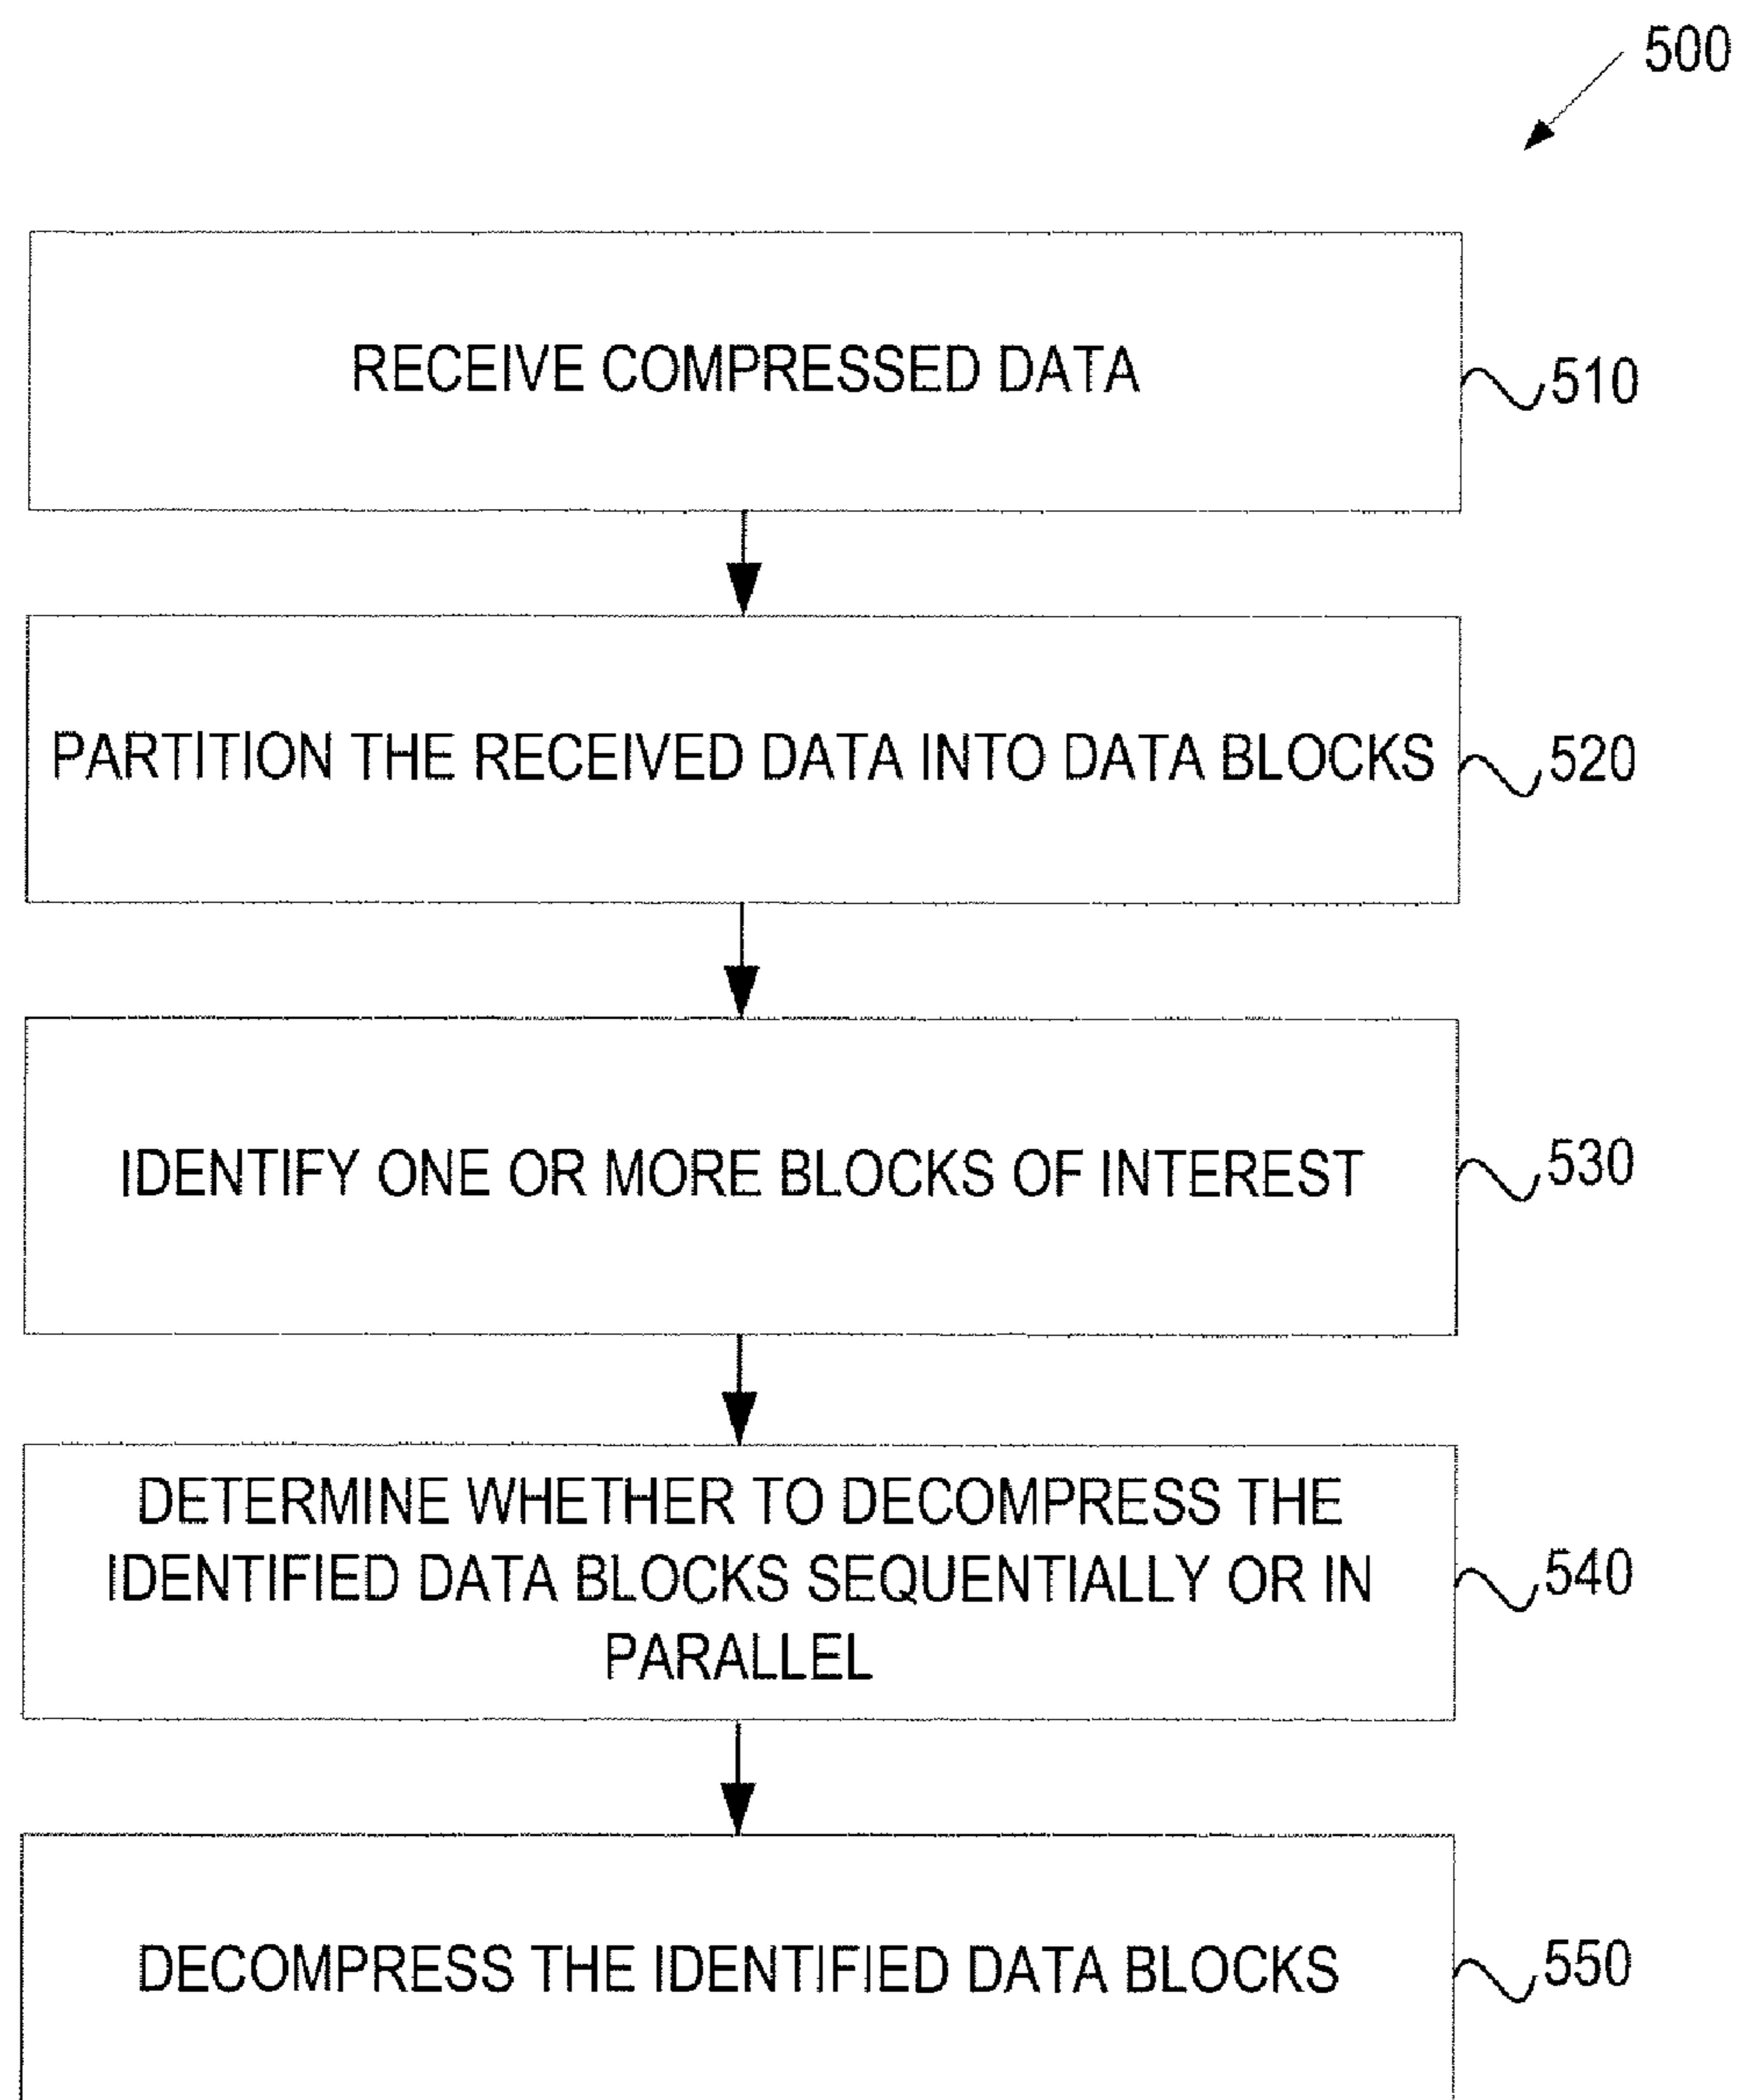 500
RECEIVE COMPRESSED DATA
510
PARTITION THE RECEIVED DATA INTO DATA BLOCKS
520
IDENTIFY ONE OR MORE BLOCKS OF INTEREST
530
DETERMINE WHETHER TO DECOMPRESS THE
IDENTIFIED DATA BLOCKS SEQUENTIALLY OR IN
PARALLEL
540
DECOMPRESS THE IDENTIFIED DATA BLOCKS
550